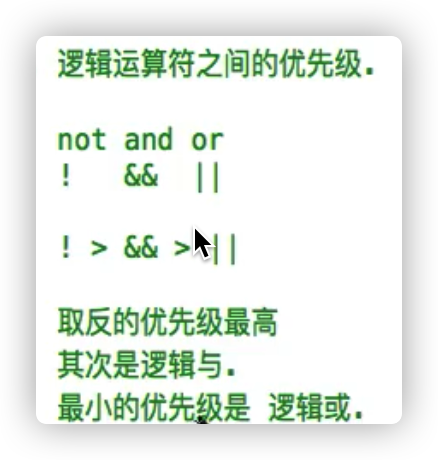 逻辑运算符之间的优先级.
not and or
! && ||
! > && > ||
取反的优先级最高
其次是逻辑与.
最小的优先级是 逻辑或.